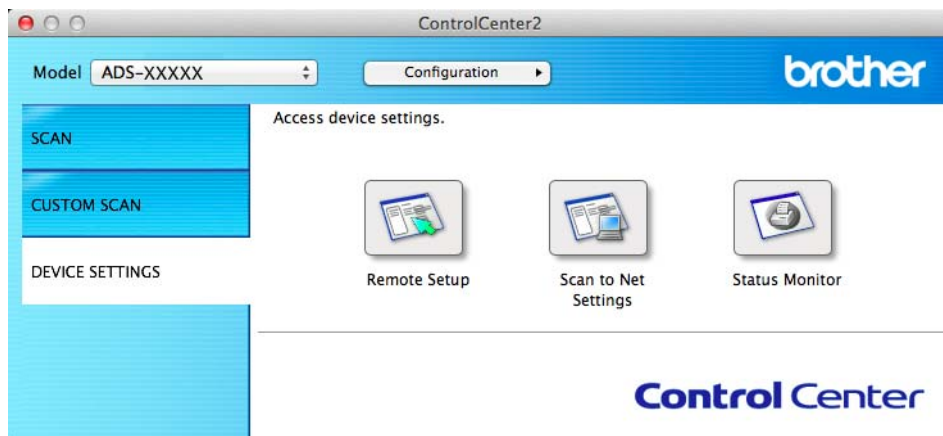 ControlCenter2
Model ADS-XXXXX Configuration brother
SCAN
CUSTOM SCAN
DEVICE SETTINGS
Access device settings.
Remote Setup
Scan to Net
Settings
Status Monitor
Control Center